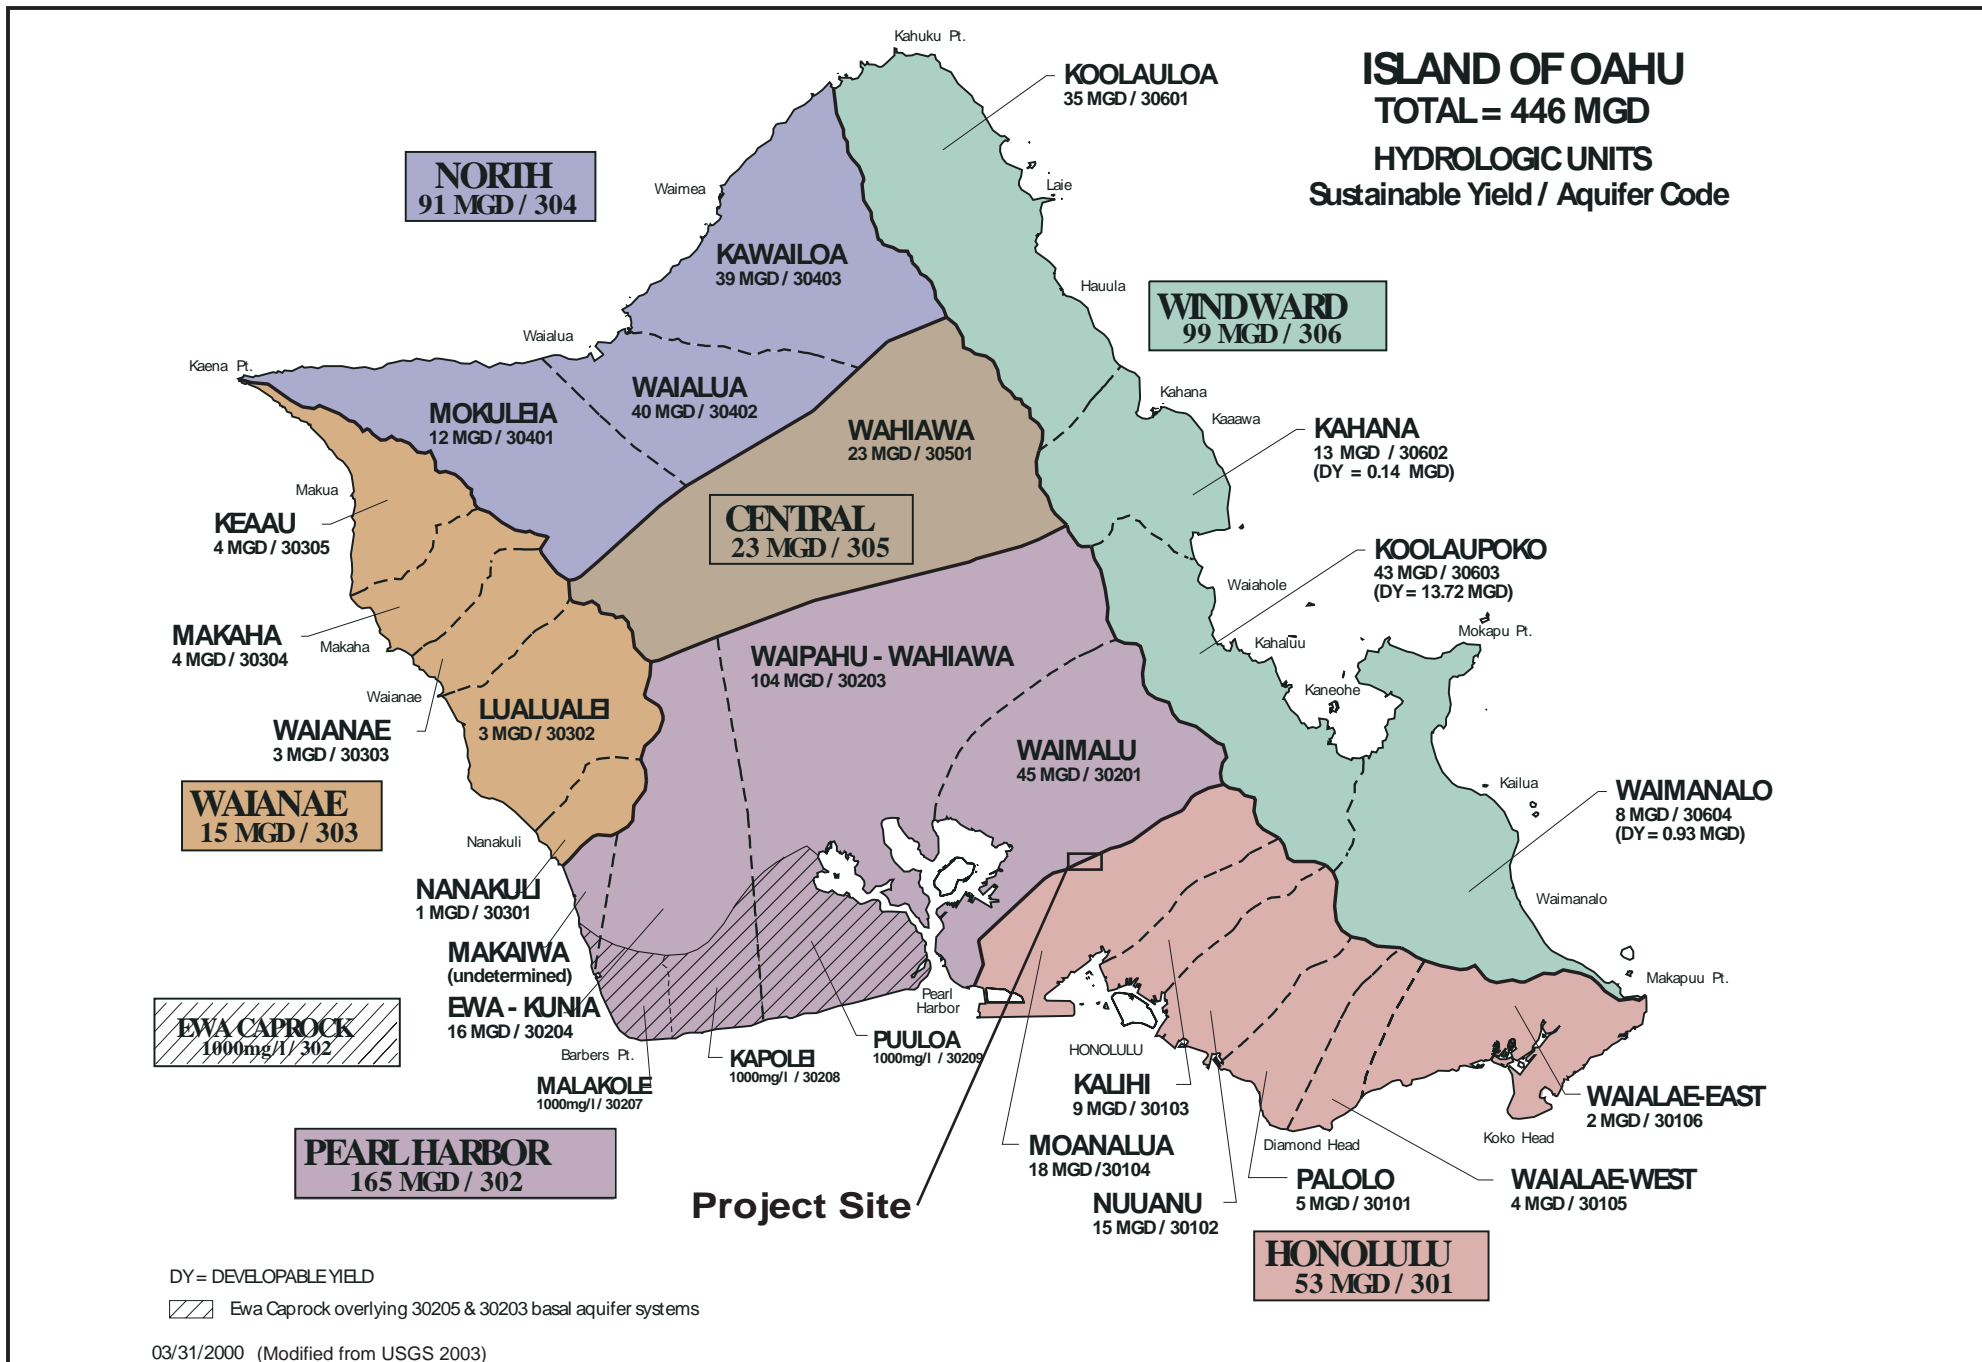 Kahuku Pt.
KOOLAULOA
35 MGD / 30601
ISLAND OF OAHU
TOTAL = 446 MGD
HYDROLOGIC UNITS
Sustainable Yield / Aquifer Code
NORTH
91 MGD / 304
Waimea
Laie
KAWAILOA
39 MGD / 30403
Hauula
WINDWARD
99 MGD / 306
Waialua
Kaena Pt.
WAIALUA
40 MGD / 30402
MOKULEIA
12 MGD / 30401
Kahana
Kaaawa
WAHIAWA
23 MGD / 30501
KAHANA
13 MGD / 30602
(DY = 0.14 MGD)
Makua
KEAAU
4 MGD / 30305
CENTRAL
23 MGD / 305
KOOLAUPOKO
43 MGD / 30603
(DY = 13.72 MGD)
Waiahole
MAKAHA
4 MGD / 30304
Makaha
Kahaluu
Mokapu Pt.
WAIPAHU - WAHIAWA
104 MGD / 30203
Waianae
Kaneohe
WAIANAE
3 MGD / 30303
LUALUALEI
3 MGD / 30302
WAIMALU
45 MGD / 30201
Kailua
WAIMANALO
8 MGD / 30604
(DY = 0.93 MGD)
WAIANAE
15 MGD / 303
Nanakuli
NANAKULI
1 MGD / 30301
Waimanalo
MAKAIWA
(undetermined)
Makapuu Pt.
EWA - KUNIA
16 MGD / 30204
Pearl
Harbor
EWA CAPROCK
1000mg/l / 302
Barbers Pt.
PUULOA
1000mg/l / 30209
KAPOLEI
1000mg/l / 30208
MALAKOLE
1000mg/l / 30207
HONOLULU
KALIHI
9 MGD / 30103
WAIALAE-EAST
2 MGD / 30106
PEARL HARBOR
165 MGD / 302
MOANALUA
18 MGD /30104
Diamond Head
Koko Head
PALOLO
5 MGD / 30101
WAIALAE-WEST
4 MGD / 30105
Project Site
NUUANU
15 MGD / 30102
HONOLULU
53 MGD / 301
DY = DEVELOPABLE YIELD
Ewa Caprock overlying 30205 & 30203 basal aquifer systems
03/31/2000 (Modified from USGS 2003)